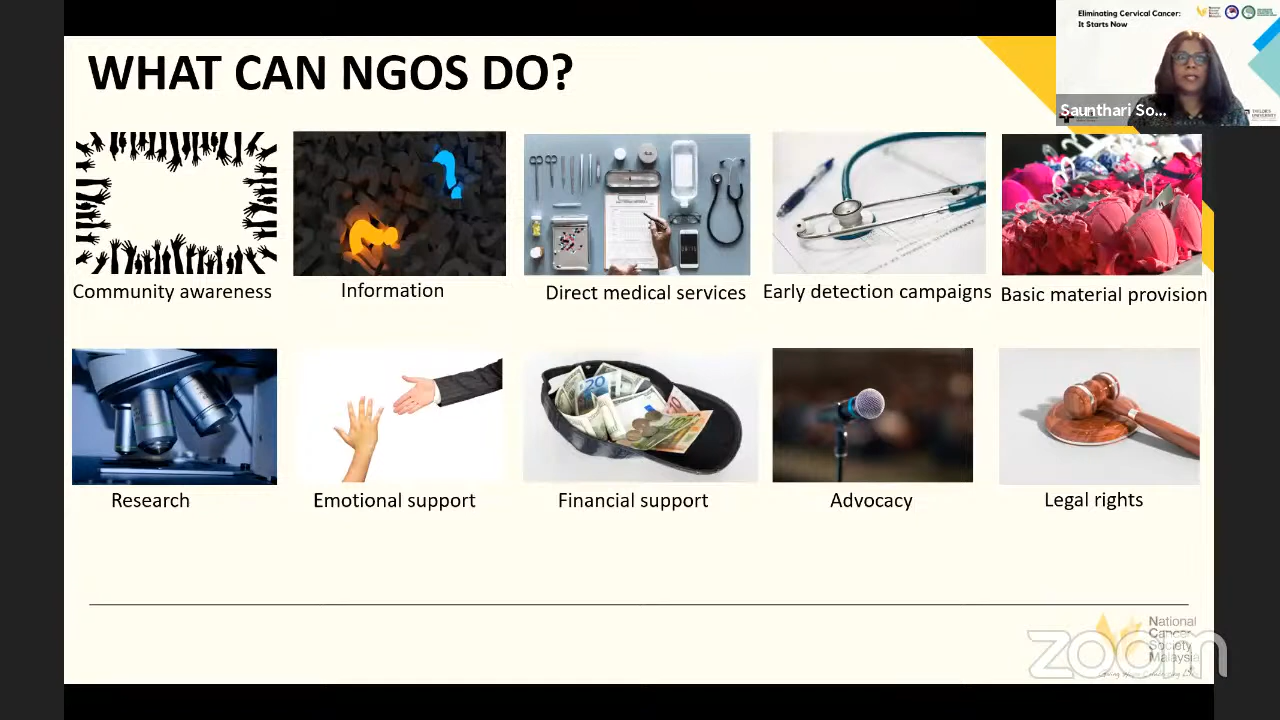 WHAT CAN NGOS DO?
Eliminating Cervical Cancer:
It Starts Now
Saunthari So...
Community awareness
Information
Direct medical services
Early detection campaigns
Basic material provision
Research
Emotional support
Financial support
Advocacy
Legal rights
National
Cancer
Society
Malaysia
zoom